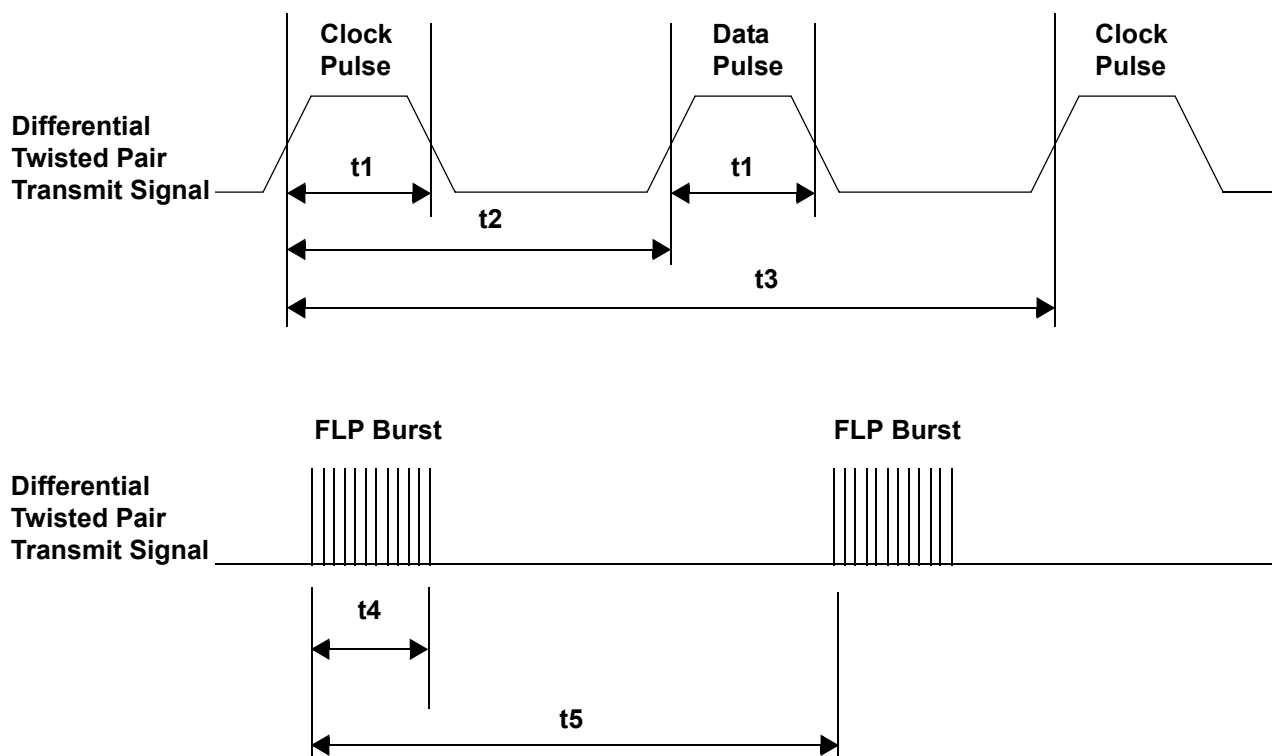 Clock
Pulse
Data
Pulse
Clock
Pulse
Differential
Twisted Pair
Transmit Signal
t1
t1
t2
t3
FLP Burst
FLP Burst
Differential
Twisted Pair
Transmit Signal
t4
t5